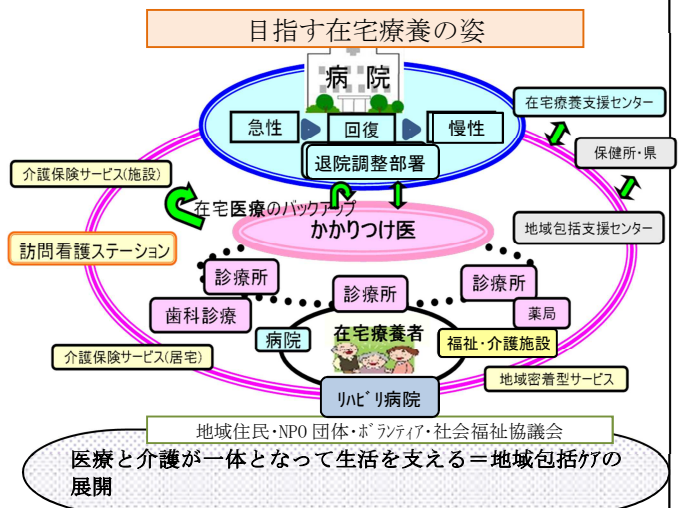 目指す在宅療養の姿
病 院
急性
回復
慢性
退院調整部署
在宅療養支援センター
保健所・県
地域包括支援センター
介護保険サービス(施設)
在宅医療のバックアップ
かかりつけ医
訪問看護ステーション
診療所
診療所
診療所
歯科診療
薬局
病院
在宅療養者
福祉・介護施設
介護保険サービス(居宅)
地域密着型サービス
ﾘﾊﾋﾞﾘ病院
地域住民・NPO 団体・ﾎﾞﾗﾝﾃｨｱ・社会福祉協議会
医療と介護が一体となって生活を支える＝地域包括ｹｱの
展開